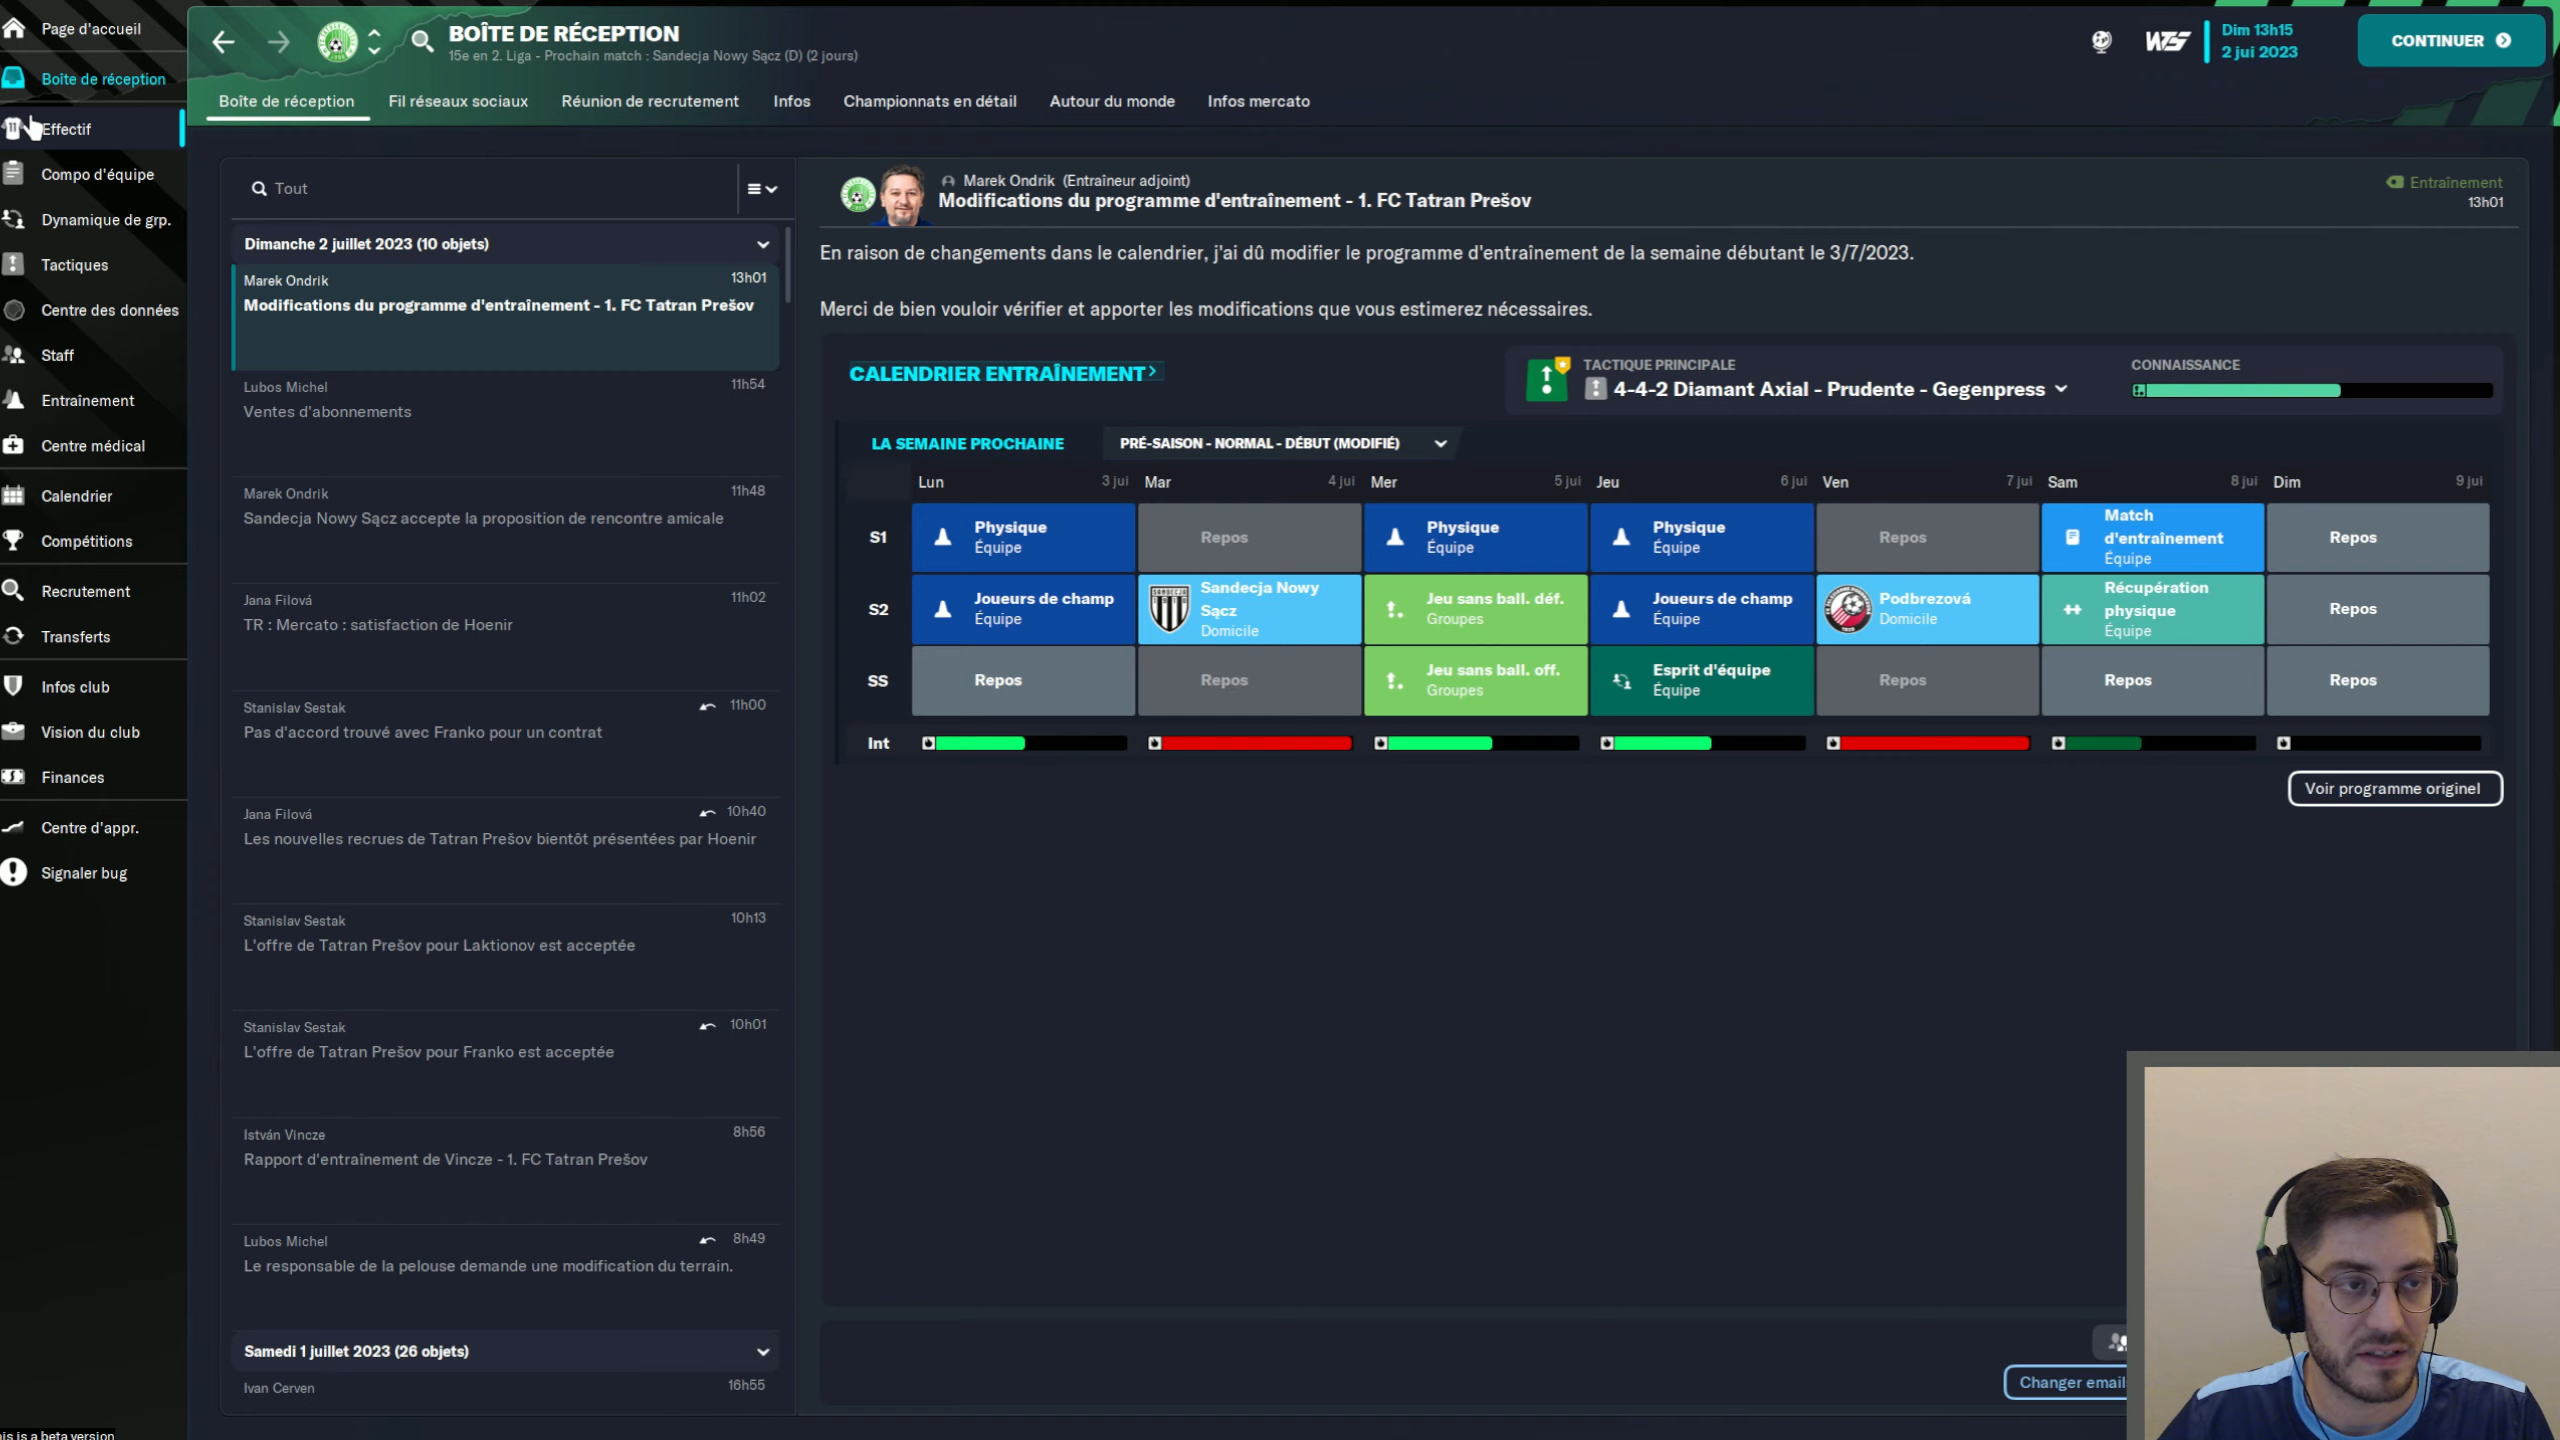 Page d'accueil
Boîte de réception
Effectif
Compo d'équipe
Dynamique de grp.
Tactiques
Centre des données
Staff
Entraînement
Centre médical
Calendrier
Compétitions
Recrutement
Transferts
Infos club
Vision du club
Finances
Centre d'appr.
Signaler bug
is is a beta version
BOÎTE DE RÉCEPTION
15e en 2. Liga - Prochain match : Sandecja Nowy Sącz (D) (2 jours)
Dim 13h15
2 jui 2023
CONTINUER
Boîte de réception
Fil réseaux sociaux
Réunion de recrutement
Infos
Championnats en détail
Autour du monde
Infos mercato
Tout
Dimanche 2 juillet 2023 (10 objets)
Marek Ondrik 13h01
Modifications du programme d'entraînement - 1. FC Tatran Prešov
Lubos Michel 11h54
Ventes d'abonnements
Marek Ondrik 11h48
Sandecja Nowy Sącz accepte la proposition de rencontre amicale
Jana Filová 11h02
TR : Mercato : satisfaction de Hoenir
Stanislav Sestak 11h00
Pas d'accord trouvé avec Franko pour un contrat
Jana Filová 10h40
Les nouvelles recrues de Tatran Prešov bientôt présentées par Hoenir
Stanislav Sestak 10h13
L'offre de Tatran Prešov pour Laktionov est acceptée
Stanislav Sestak 10h01
L'offre de Tatran Prešov pour Franko est acceptée
István Vincze 8h56
Rapport d'entraînement de Vincze - 1. FC Tatran Prešov
Lubos Michel 8h49
Le responsable de la pelouse demande une modification du terrain.
Samedi 1 juillet 2023 (26 objets)
Ivan Cerven 16h55
Marek Ondrik (Entraîneur adjoint)
Modifications du programme d'entraînement - 1. FC Tatran Prešov
Entraînement
13h01
En raison de changements dans le calendrier, j'ai dû modifier le programme d'entraînement de la semaine débutant le 3/7/2023.
Merci de bien vouloir vérifier et apporter les modifications que vous estimerez nécessaires.
CALENDRIER ENTRAÎNEMENT
TACTIQUE PRINCIPALE
4-4-2 Diamant Axial - Prudente - Gegenpress
CONNAISSANCE
LA SEMAINE PROCHAINE
PRÉ-SAISON - NORMAL - DÉBUT (MODIFIÉ)
Lun 3 jui Mar 4 jui Mer 5 jui Jeu 6 jui Ven 7 jui Sam 8 jui Dim 9 jui
S1
Physique
Équipe
Repos
Physique
Équipe
Physique
Équipe
Repos
Match
d'entraînement
Équipe
Repos
S2
Joueurs de champ
Équipe
Sandecja Nowy
Sącz
Domicile
Jeu sans ball. déf.
Groupes
Joueurs de champ
Équipe
Podbrezová
Domicile
Récupération
physique
Équipe
Repos
SS
Repos
Repos
Jeu sans ball. off.
Groupes
Esprit d'équipe
Équipe
Repos
Repos
Repos
Int
Voir programme originel
Changer email